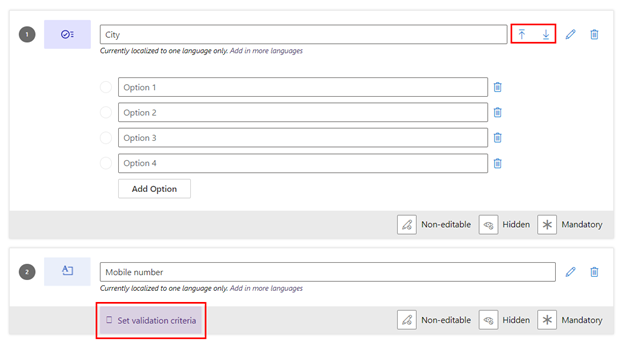 1
City
Currently localized to one language only. Add in more languages
Option 1
Option 2
Option 3
Option 4
Add Option
Non-editable Hidden Mandatory
2
A
Mobile number
Currently localized to one language only. Add in more languages
Set validation criteria
Non-editable Hidden Mandatory